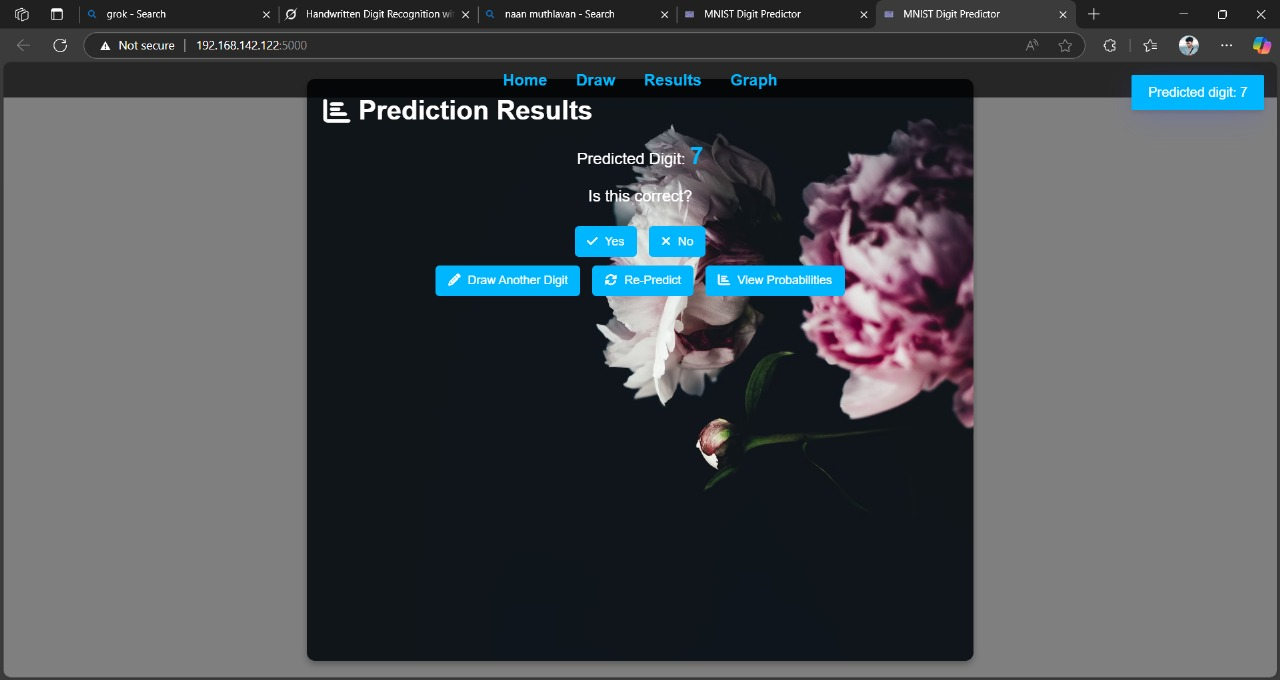 grok - Search
Handwritten Digit Recognition wi
naan muthlavan - Search
MNIST Digit Predictor
MNIST Digit Predictor
Not secure
192.168.142.122:5000
Home Draw Results Graph
Predicted digit: 7
Prediction Results
Predicted Digit: 7
Is this correct?
Yes No
Draw Another Digit Re-Predict View Probabilities